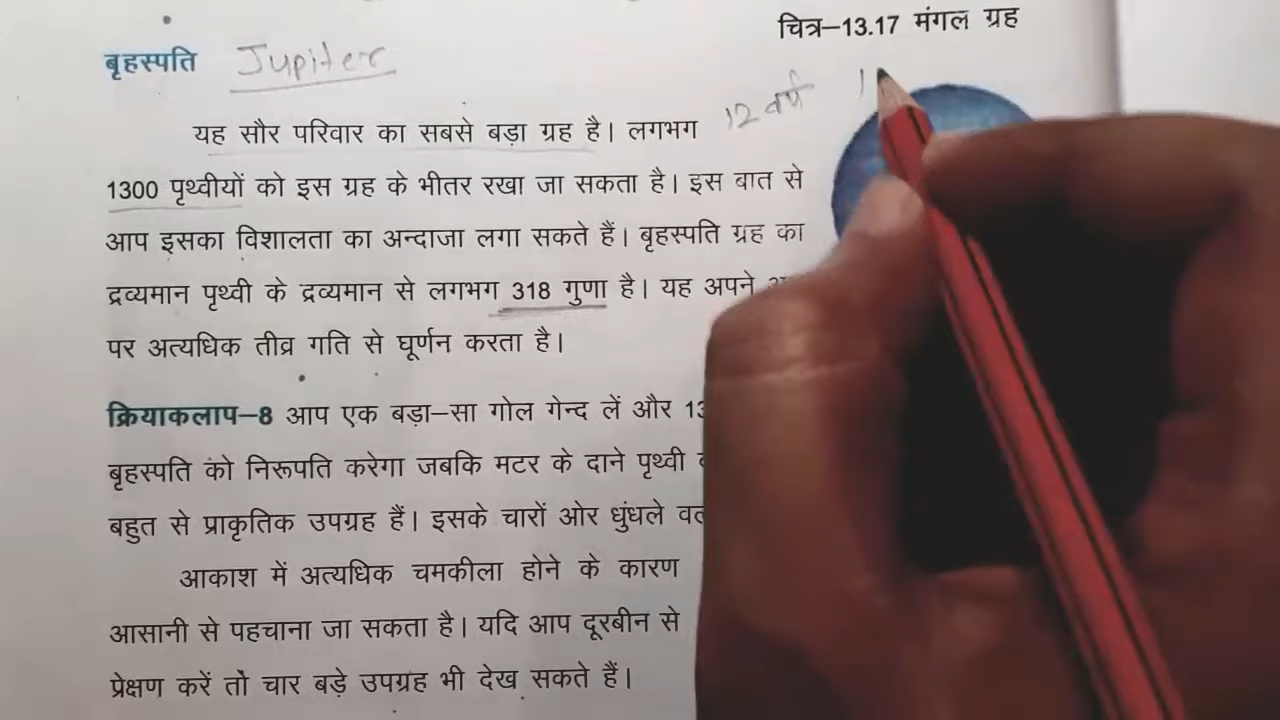 चित्र–13.17 मंगल ग्रह
बृहस्पति Jupiter
12 वर्ष
यह सौर परिवार का सबसे बड़ा ग्रह है। लगभग
1300 पृथ्वीयों को इस ग्रह के भीतर रखा जा सकता है। इस बात से
आप इसका विशालता का अन्दाजा लगा सकते हैं। बृहस्पति ग्रह का
द्रव्यमान पृथ्वी के द्रव्यमान से लगभग 318 गुणा है। यह अपने
पर अत्यधिक तीव्र गति से घूर्णन करता है।
क्रियाकलाप–8 आप एक बड़ा–सा गोल गेन्द लें और
बृहस्पति को निरूपति करेगा जबकि मटर के दाने पृथ्वी
बहुत से प्राकृतिक उपग्रह हैं। इसके चारों ओर धुंधले
आकाश में अत्यधिक चमकीला होने के कारण
आसानी से पहचाना जा सकता है। यदि आप दूरबीन से
प्रेक्षण करें तो चार बड़े उपग्रह भी देख सकते हैं।